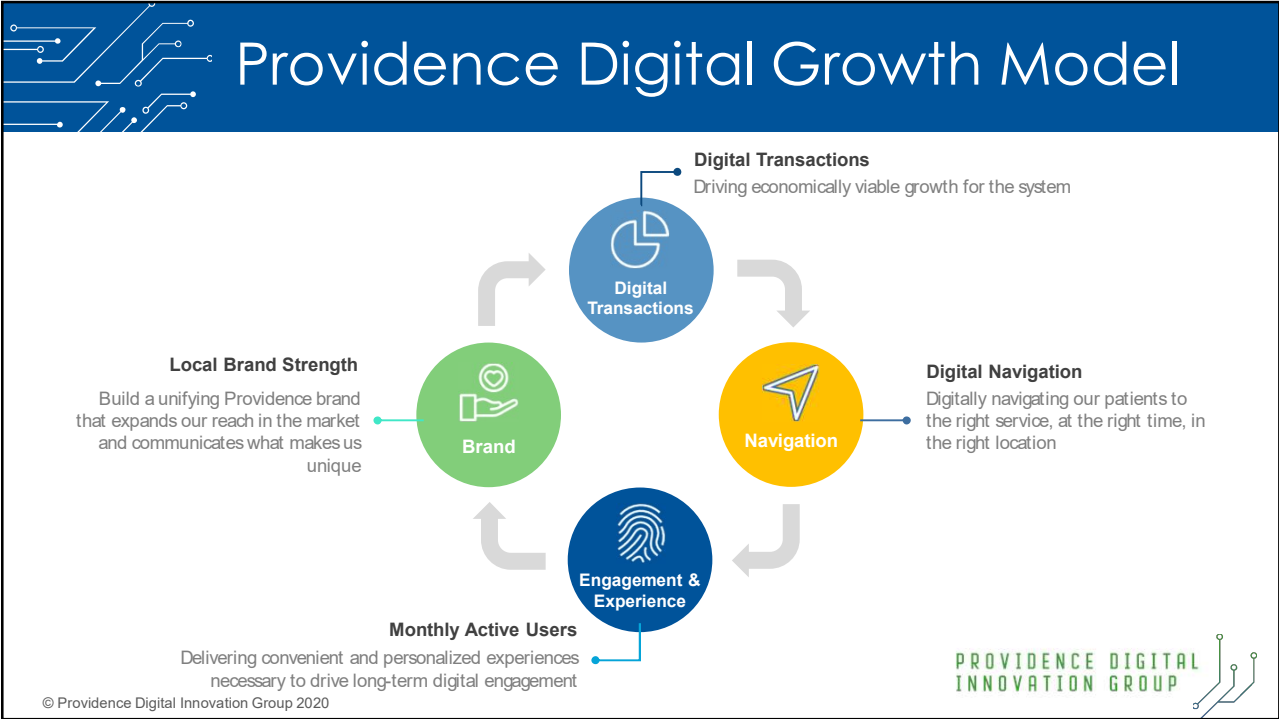 Providence Digital Growth Model
Digital Transactions
Driving economically viable growth for the system
Digital
Transactions
Local Brand Strength
Build a unifying Providence brand
that expands our reach in the market
and communicates what makes us
unique
Brand
Navigation
Digital Navigation
Digitally navigating our patients to
the right service, at the right time, in
the right location
Engagement &
Experience
Monthly Active Users
Delivering convenient and personalized experiences
necessary to drive long-term digital engagement
PROVIDENCE DIGITAL
INNOVATION GROUP
© Providence Digital Innovation Group 2020